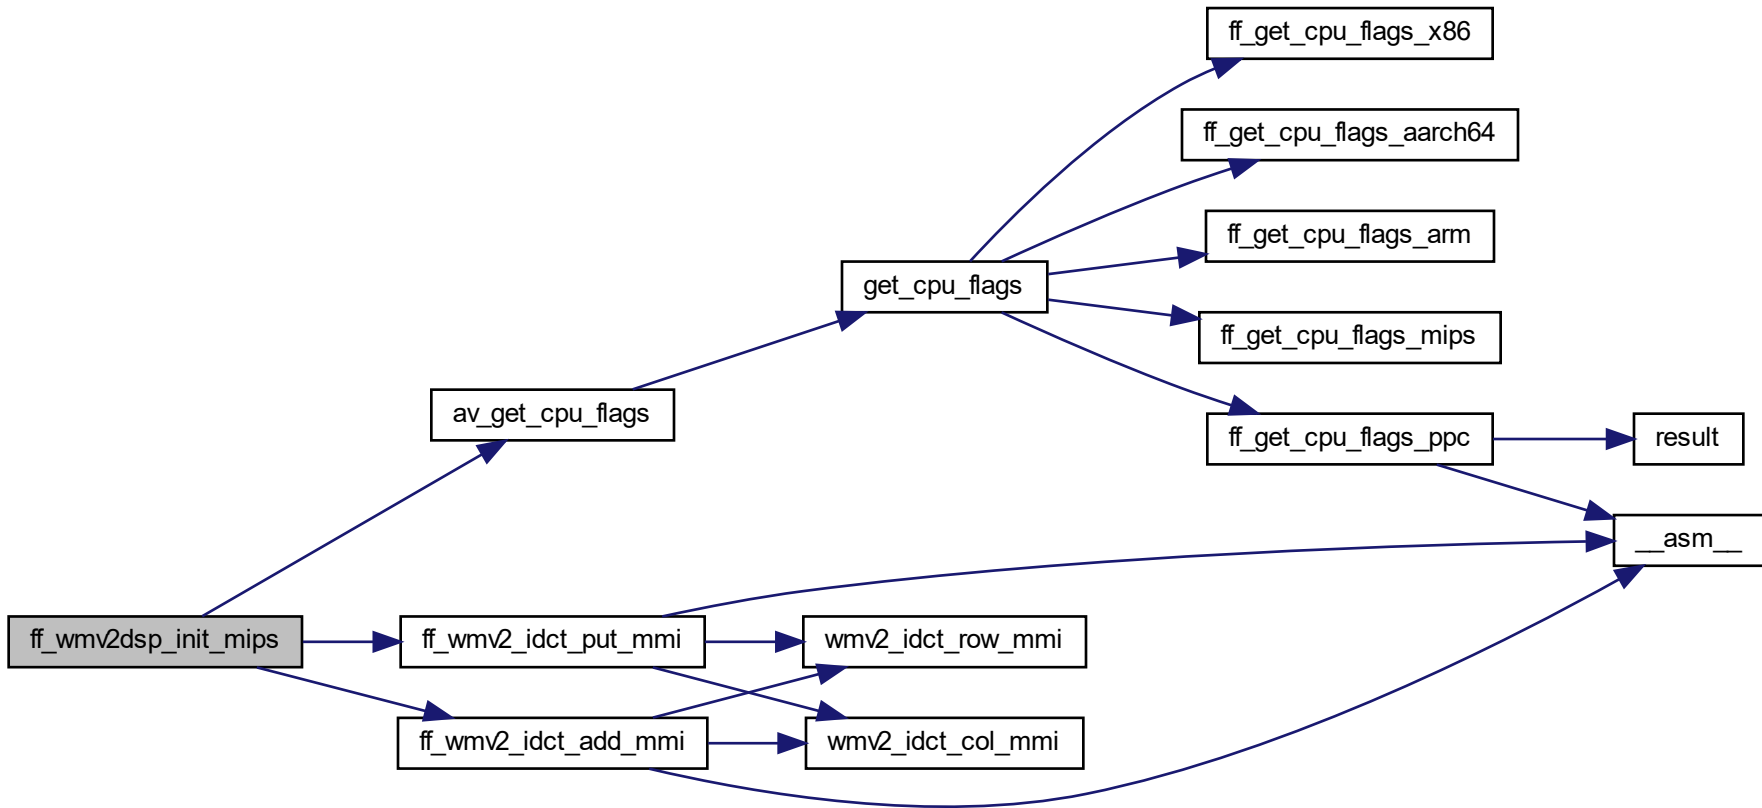 ff_get_cpu_flags_x86
ff_get_cpu_flags_aarch64
ff_get_cpu_flags_arm
get_cpu_flags
ff_get_cpu_flags_mips
av_get_cpu_flags
ff_get_cpu_flags_ppc
result
__asm__
ff_wmv2dsp_init_mips
ff_wmv2_idct_put_mmi
wmv2_idct_row_mmi
ff_wmv2_idct_add_mmi
wmv2_idct_col_mmi